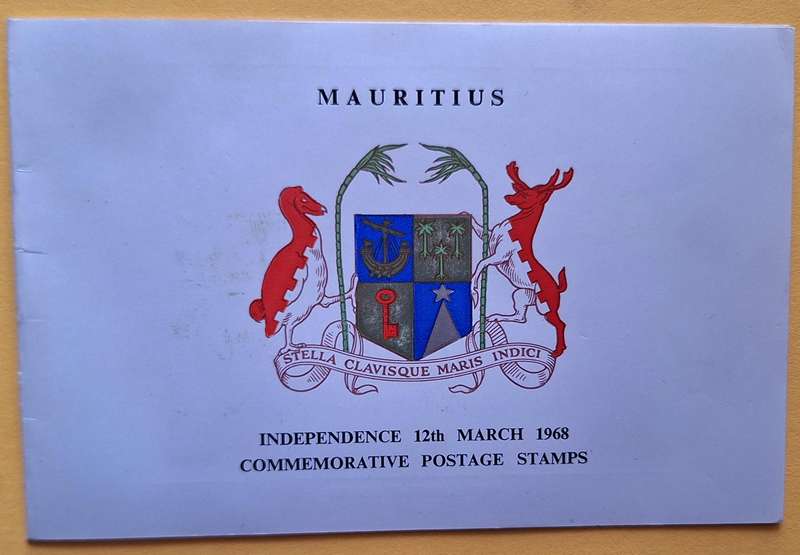 MAURITIUS
STELLA CLAVISQUE MARIS INDICI
INDEPENDENCE 12th MARCH 1968
COMMEMORATIVE POSTAGE STAMPS